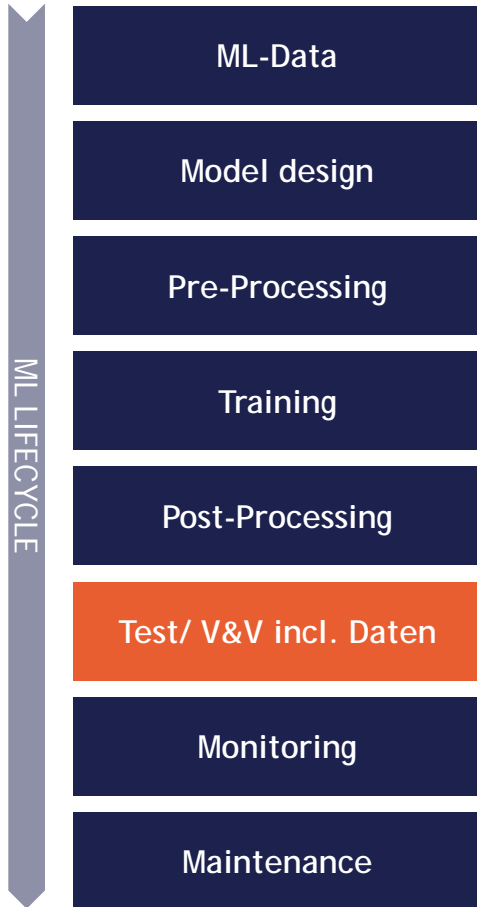 ML LIFECYCLE
ML-Data
Model design
Pre-Processing
Training
Post-Processing
Test/ V&V incl. Daten
Monitoring
Maintenance